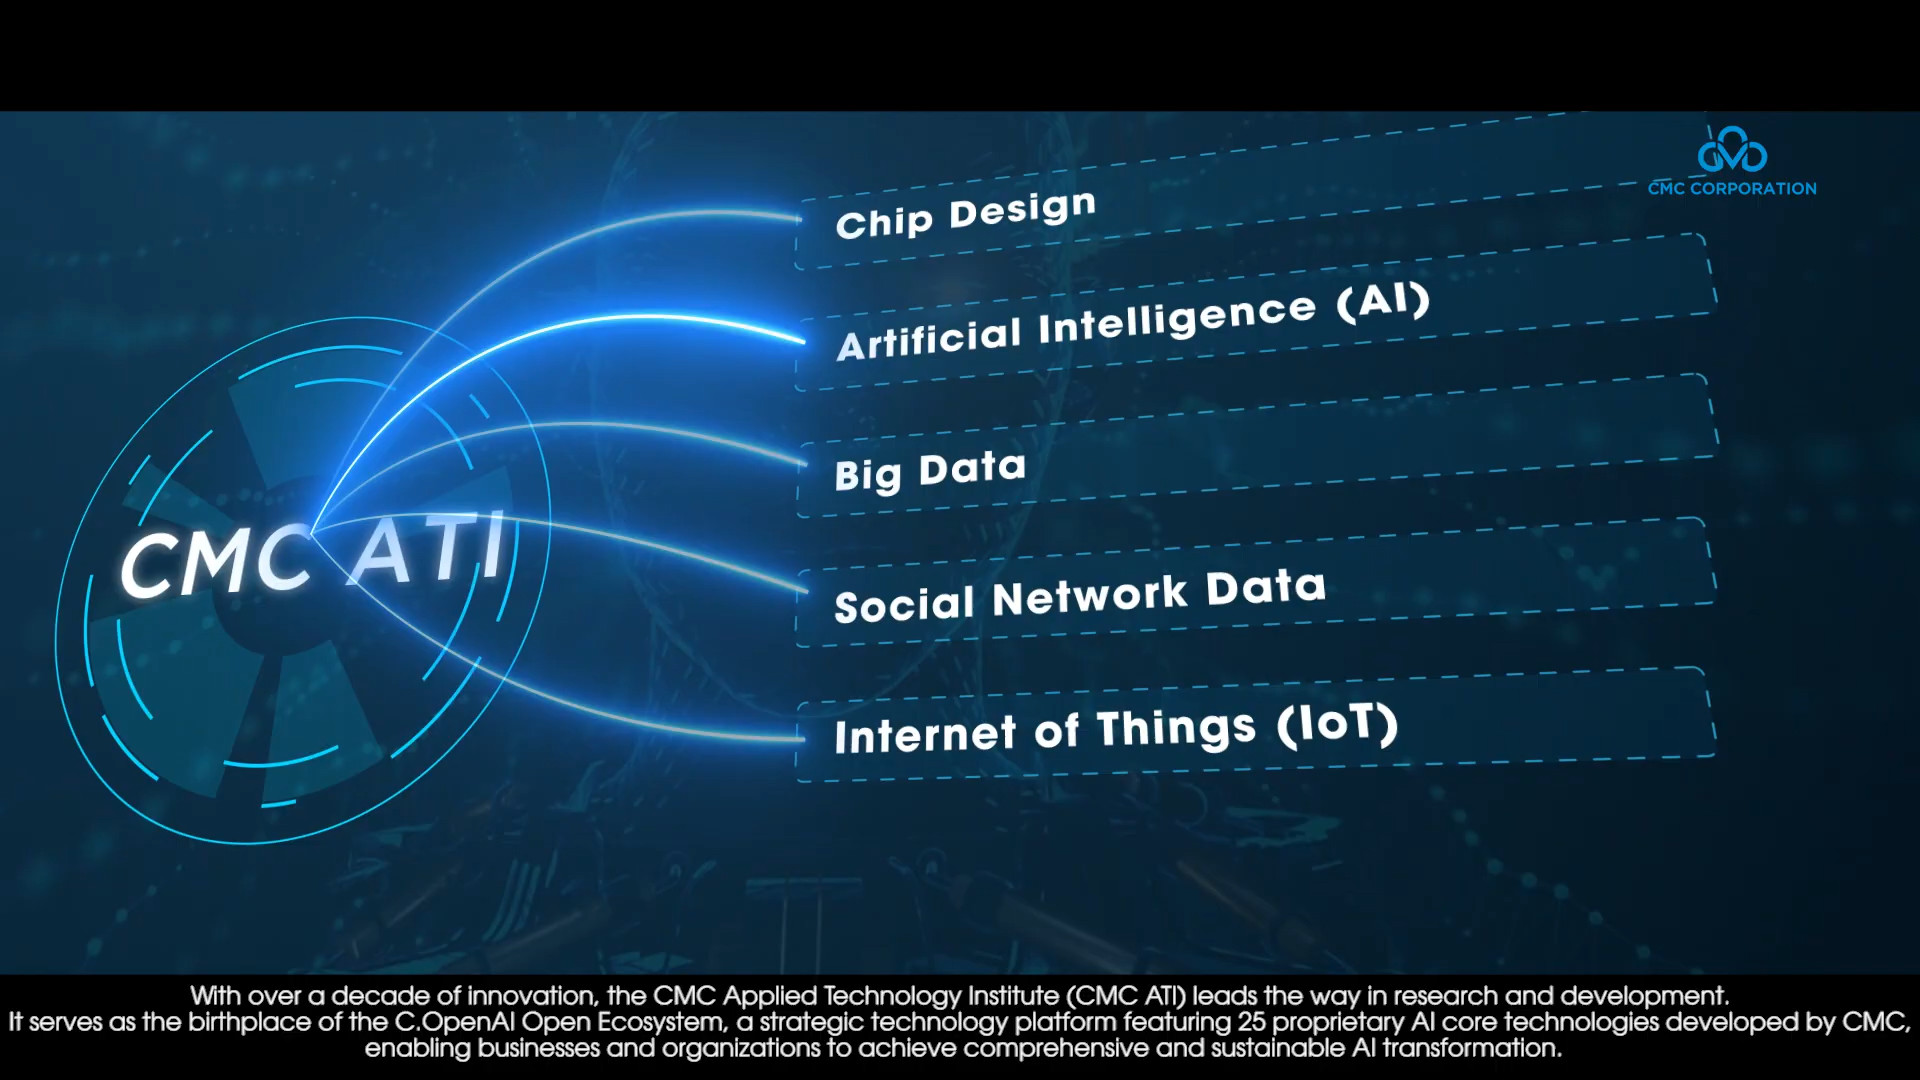 CMC CORPORATION
Chip Design
Artificial Intelligence (AI)
Big Data
CMC ATI
Social Network Data
Internet of Things (IoT)
With over a decade of innovation, the CMC Applied Technology Institute (CMC ATI) leads the way in research and development.
It serves as the birthplace of the C.OpenAI Open Ecosystem, a strategic technology platform featuring 25 proprietary AI core technologies developed by CMC,
enabling businesses and organizations to achieve comprehensive and sustainable AI transformation.